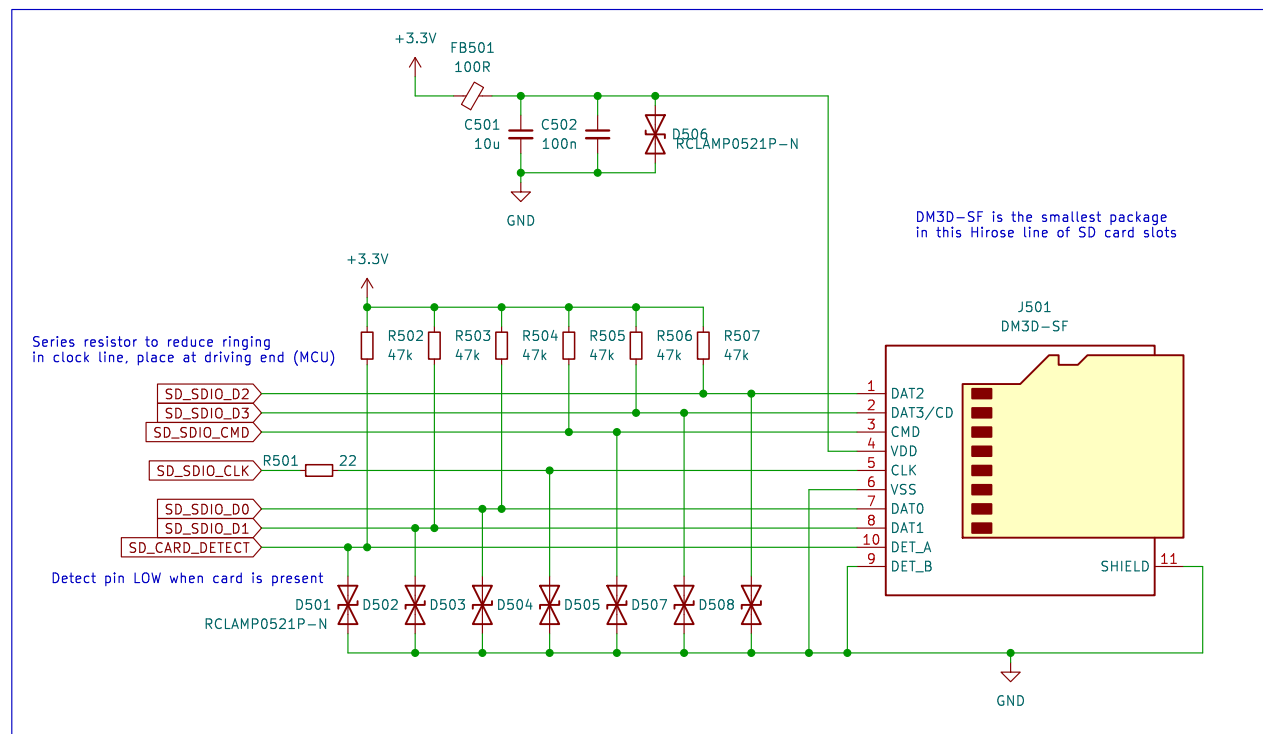 +3.3V
FB501
100R
C501
10u
C502
100n
D506
RCLAMP0521P-N
GND
DM3D-SF is the smallest package
in this Hirose line of SD card slots
+3.3V
J501
DM3D-SF
Series resistor to reduce ringing
in clock line, place at driving end (MCU)
R502
47k
R503
47k
R504
47k
R505
47k
R506
47k
R507
47k
SD_SDIO_D2
SD_SDIO_D3
SD_SDIO_CMD
R501
22
SD_SDIO_CLK
SD_SDIO_D0
SD_SDIO_D1
SD_CARD_DETECT
1 DAT2
2 DAT3/CD
3 CMD
4 VDD
5 CLK
6 VSS
7 DAT0
8 DAT1
10 DET_A
9 DET_B
SHIELD 11
Detect pin LOW when card is present
D501
RCLAMP0521P-N
D502
D503
D504
D505
D507
D508
GND